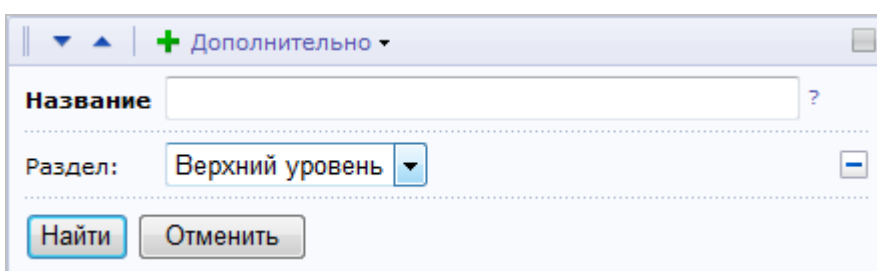 Дополнительно
Название ?
Раздел: Верхний уровень
Найти Отменить